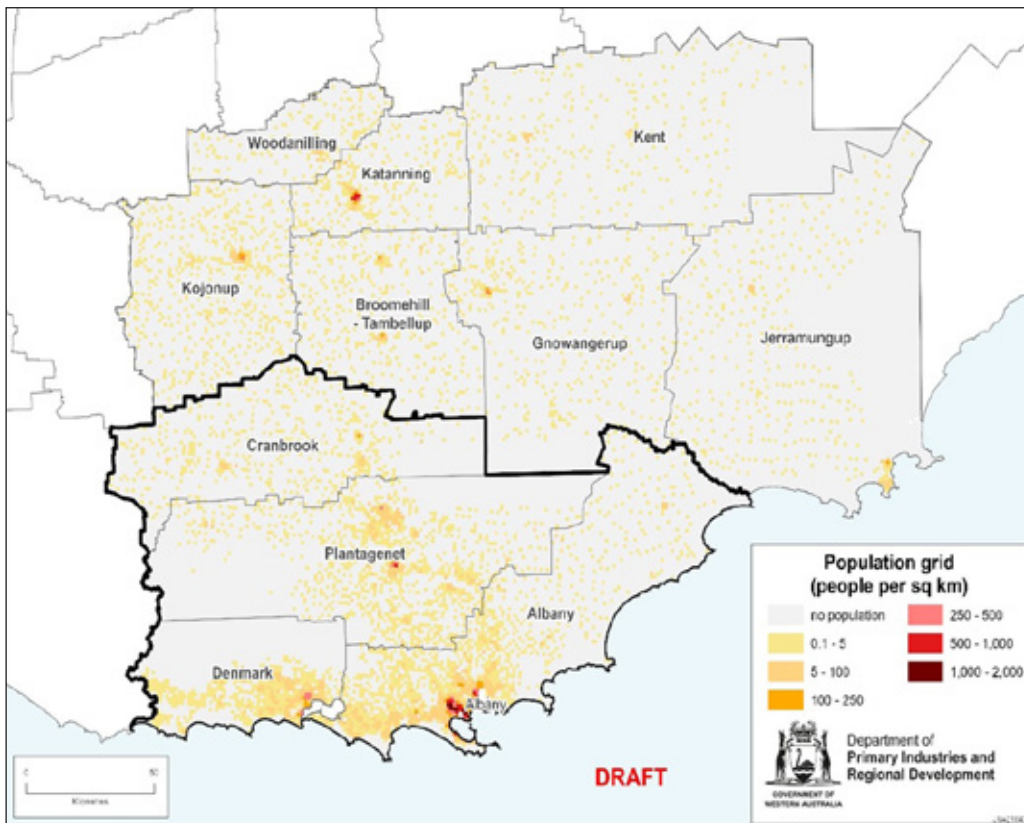 Woodanilling
Katanning
Kent
Kojonup
Broomehill
- Tambellup
Gnowangerup
Jerramungup
Cranbrook
Plantagenet
Albany
Denmark
Albany
0
50
Kilometres
DRAFT
Population grid
(people per sq km)
no population
250 - 500
0.1 - 5
500 - 1,000
5 - 100
1,000 - 2,000
100 - 250
GOVERNMENT OF
WESTERN AUSTRALIA
Department of
Primary Industries and
Regional Development